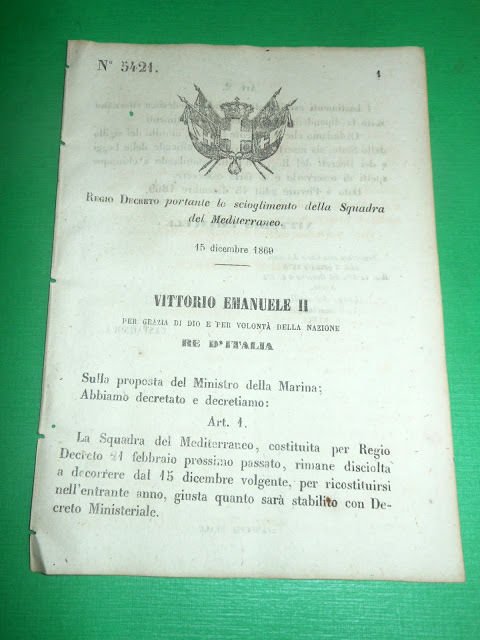 N° 5421.
1
REGIO DECRETO portante lo scioglimento della Squadra
del Mediterraneo.
15 dicembre 1869
VITTORIO EMANUELE II
PER GRAZIA DI DIO E PER VOLONTÀ DELLA NAZIONE
RE D'ITALIA
Sulla proposta del Ministro della Marina;
Abbiamo decretato e decretiamo:
Art. 1.
La Squadra del Mediterraneo, costituita per Regio
Decreto 21 febbraio prossimo passato, rimane disciolta
a decorrere dal 15 dicembre volgente, per ricostituirsi
nell'entrante anno, giusta quanto sarà stabilito con De-
creto Ministeriale.